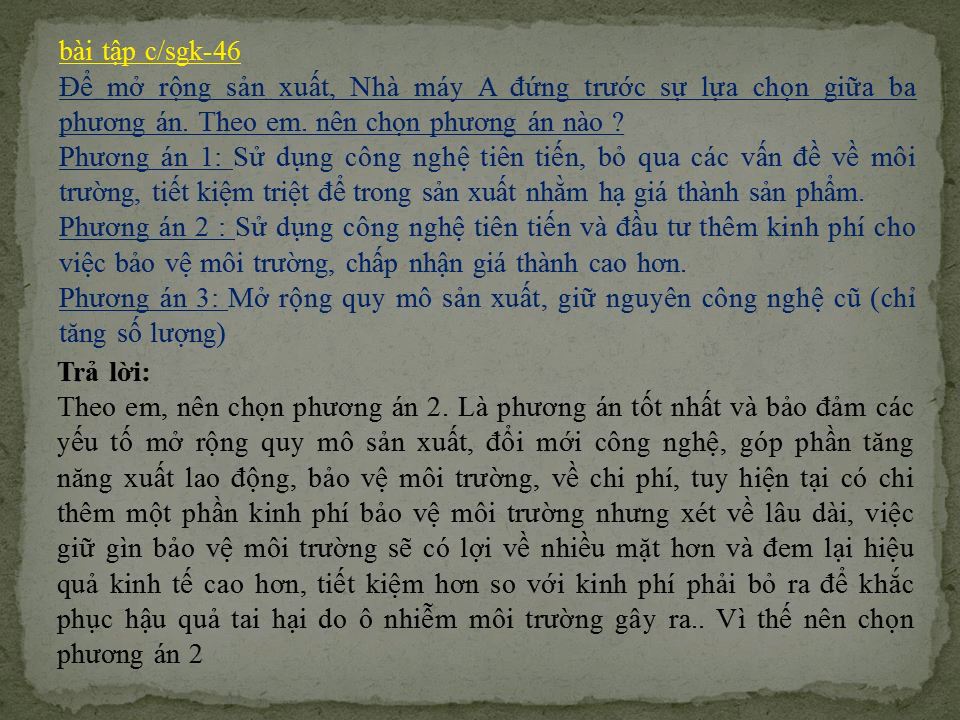 bài tập c/sgk-46
Để mở rộng sản xuất, Nhà máy A đứng trước sự lựa chọn giữa ba
phương án. Theo em. nên chọn phương án nào ?
Phương án 1: Sử dụng công nghệ tiên tiến, bỏ qua các vấn đề về môi
trường, tiết kiệm triệt để trong sản xuất nhằm hạ giá thành sản phẩm.
Phương án 2 : Sử dụng công nghệ tiên tiến và đầu tư thêm kinh phí cho
việc bảo vệ môi trường, chấp nhận giá thành cao hơn.
Phương án 3: Mở rộng quy mô sản xuất, giữ nguyên công nghệ cũ (chỉ
tăng số lượng)
Trả lời:
Theo em, nên chọn phương án 2. Là phương án tốt nhất và bảo đảm các
yếu tố mở rộng quy mô sản xuất, đổi mới công nghệ, góp phần tăng
năng xuất lao động, bảo vệ môi trường, về chi phí, tuy hiện tại có chi
thêm một phần kinh phí bảo vệ môi trường nhưng xét về lâu dài, việc
giữ gìn bảo vệ môi trường sẽ có lợi về nhiều mặt hơn và đem lại hiệu
quả kinh tế cao hơn, tiết kiệm hơn so với kinh phí phải bỏ ra để khắc
phục hậu quả tai hại do ô nhiễm môi trường gây ra.. Vì thế nên chọn
phương án 2